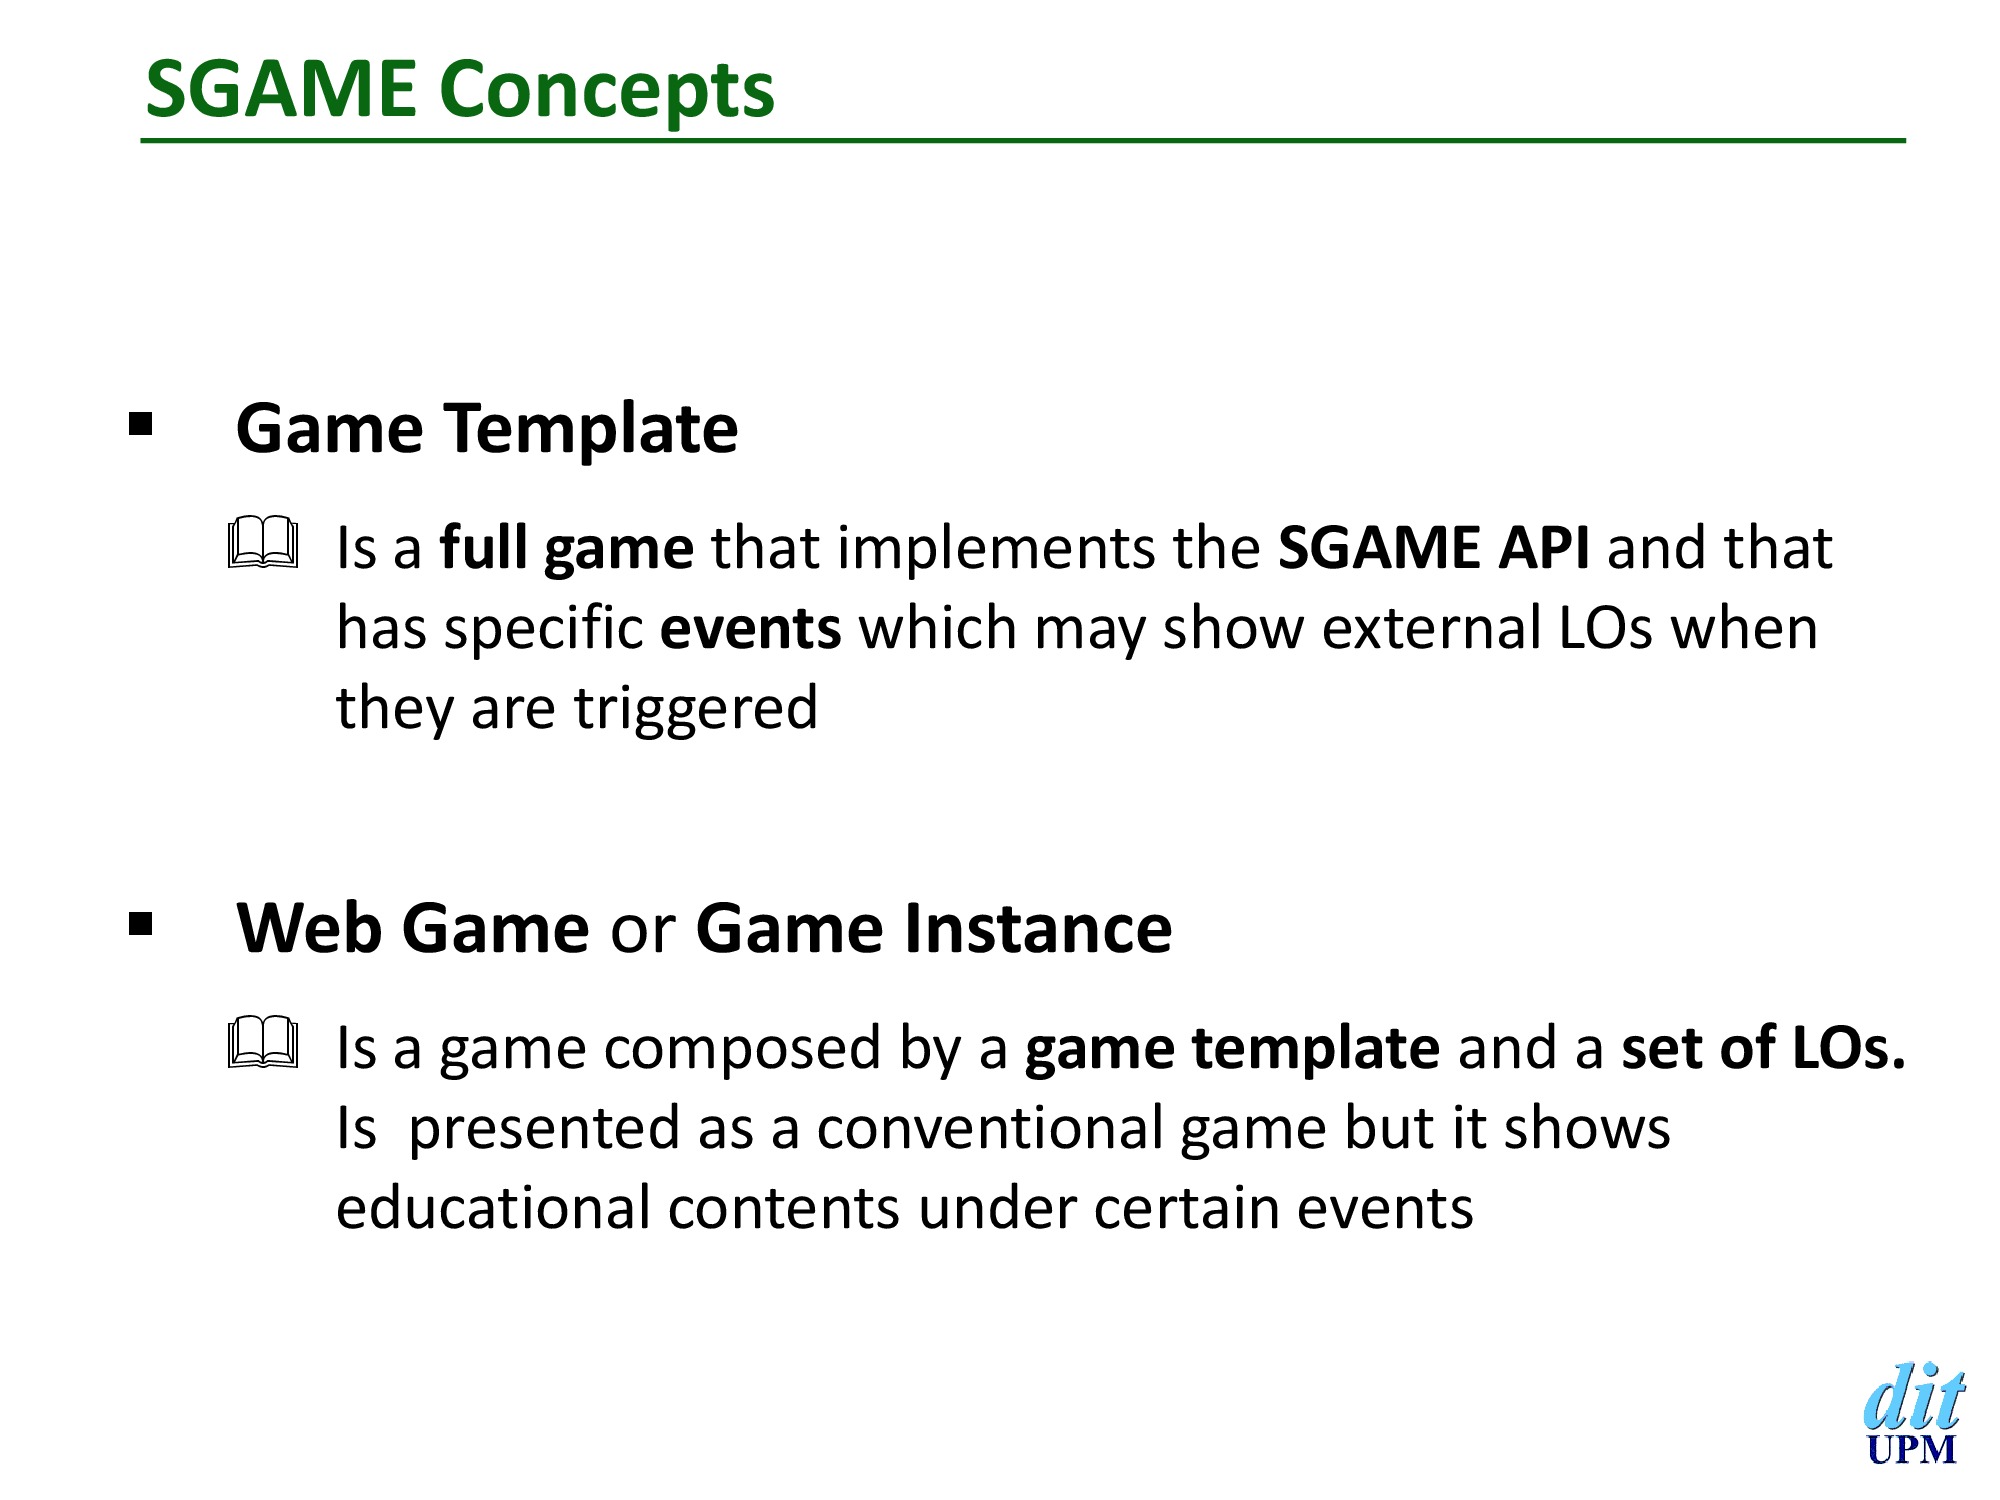 SGAME Concepts
▪ Game Template
🕮 Is a full game that implements the SGAME API and that
has specific events which may show external LOs when
they are triggered
▪ Web Game or Game Instance
🕮 Is a game composed by a game template and a set of LOs.
Is  presented as a conventional game but it shows
educational contents under certain events
dit
UPM